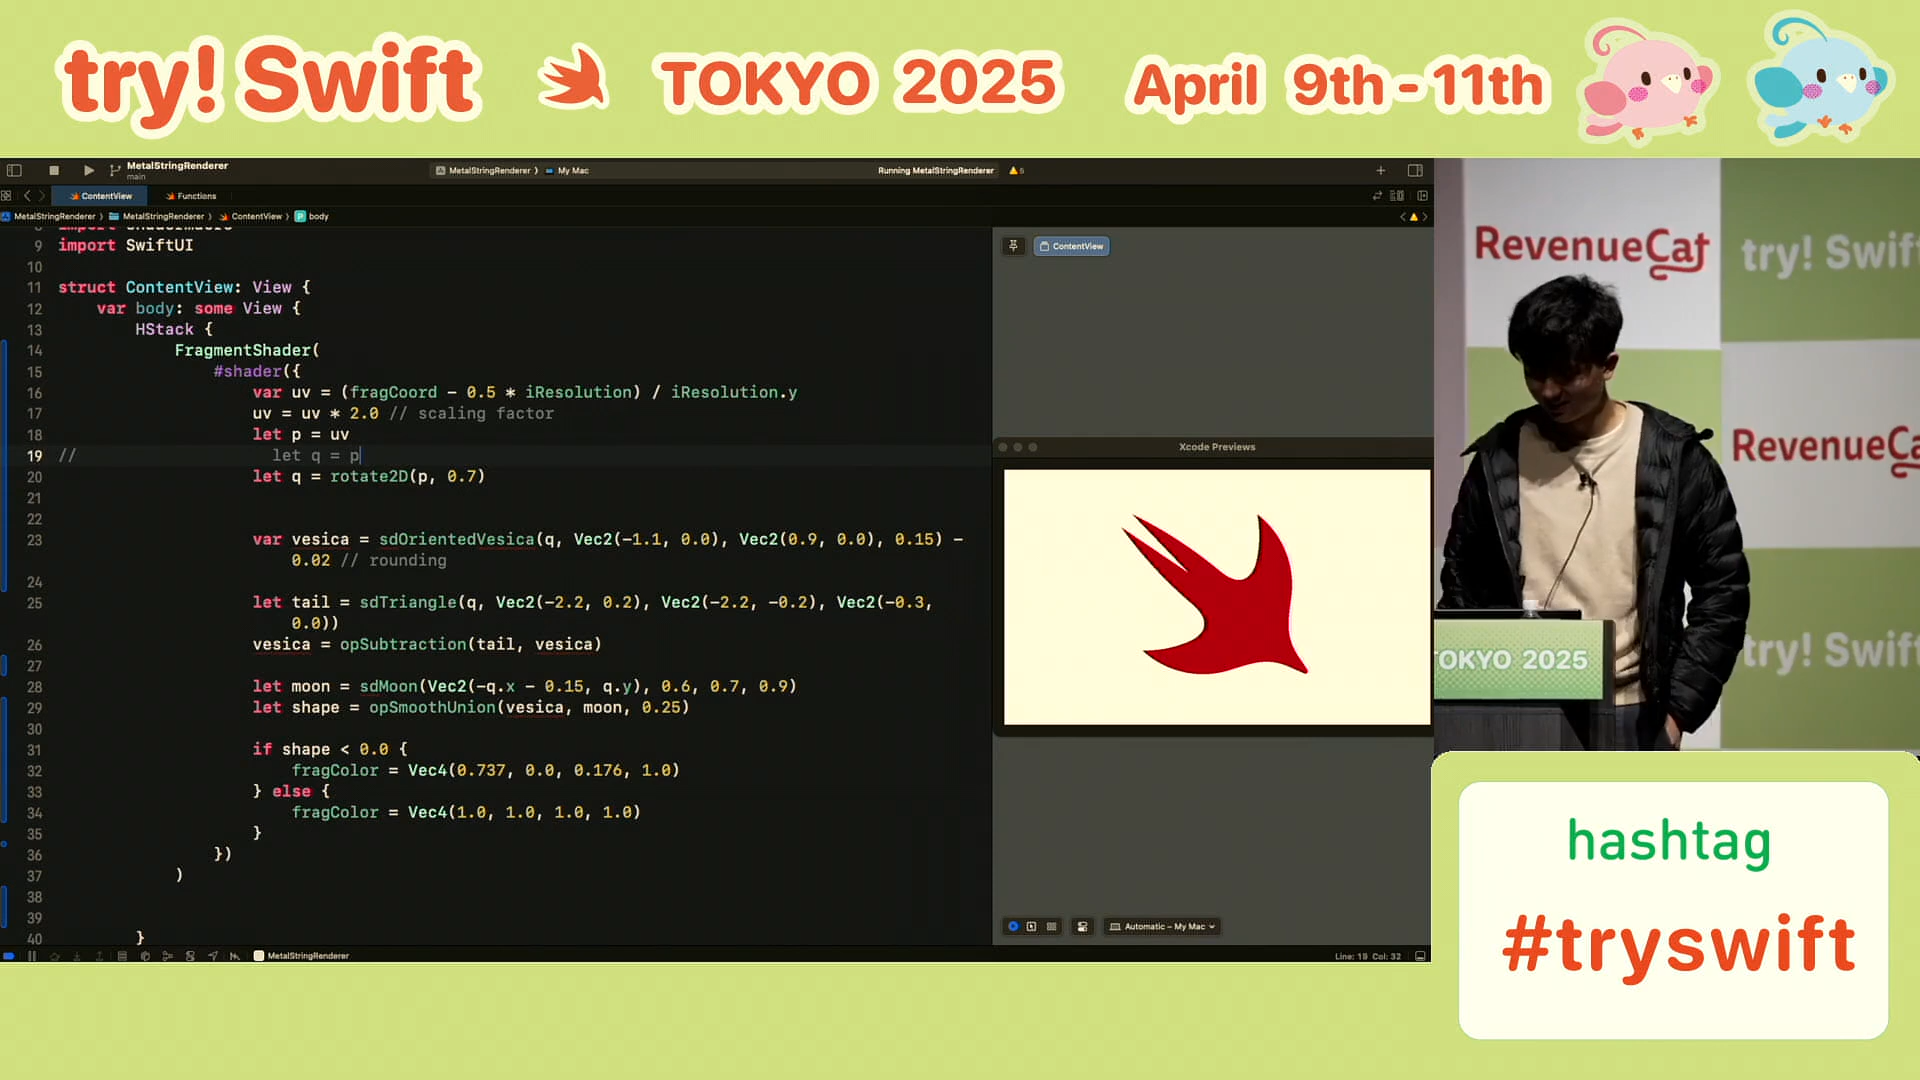 try! Swift TOKYO 2025 April 9th - 11th
MetalStringRenderer
main
MetalStringRenderer
My Mac
Running MetalStringRenderer
5
ContentView
Functions
MetalStringRenderer
MetalStringRenderer
ContentView
body
9 import SwiftUI
10
11 struct ContentView: View {
12 var body: some View {
13 HStack {
14 FragmentShader(
15 #shader({
16 var uv = (fragCoord - 0.5 * iResolution) / iResolution.y
17 uv = uv * 2.0 // scaling factor
18 let p = uv
19 // let q = p
20 let q = rotate2D(p, 0.7)
21
22
23 var vesica = sdOrientedVesica(q, Vec2(-1.1, 0.0), Vec2(0.9, 0.0), 0.15) -
0.02 // rounding
24
25 let tail = sdTriangle(q, Vec2(-2.2, 0.2), Vec2(-2.2, -0.2), Vec2(-0.3,
0.0))
26 vesica = opSubtraction(tail, vesica)
27
28 let moon = sdMoon(Vec2(-q.x - 0.15, q.y), 0.6, 0.7, 0.9)
29 let shape = opSmoothUnion(vesica, moon, 0.25)
30
31 if shape < 0.0 {
32 fragColor = Vec4(0.737, 0.0, 0.176, 1.0)
33 } else {
34 fragColor = Vec4(1.0, 1.0, 1.0, 1.0)
35 }
36 })
37 )
38
39
40 }
MetalStringRenderer
Line: 19 Col: 32
ContentView
Xcode Previews
Automatic – My Mac
RevenueCat
try! Swift
RevenueCa
try! Swift
TOKYO 2025
hashtag
#tryswift